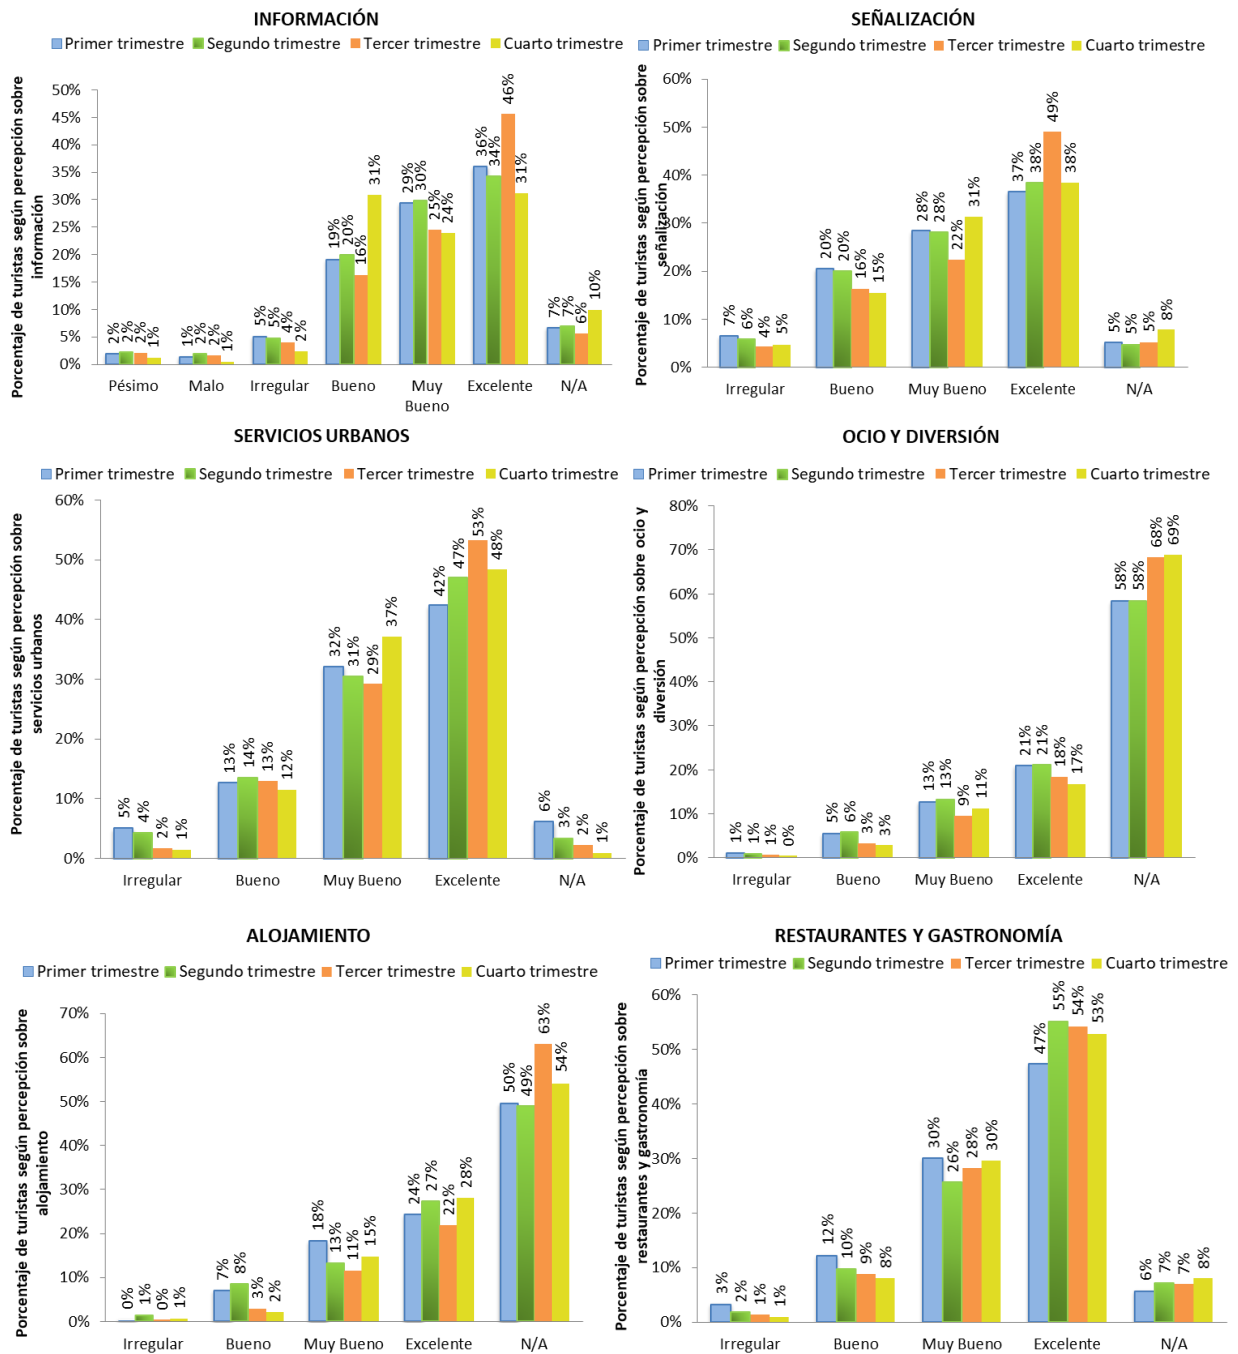 INFORMACIÓN
Primer trimestre Segundo trimestre Tercer trimestre Cuarto trimestre
Porcentaje de turistas según percepción sobre
información
50%
45%
40%
35%
30%
25%
20%
15%
10%
5%
0%
2% 2% 2% 1%
1% 2% 2% 1%
5% 5% 4% 2%
19% 20% 16% 31%
29% 30% 25% 24%
36% 34% 46% 31%
7% 7% 6% 10%
Pésimo Malo Irregular Bueno Muy Excelente N/A
Bueno
SEÑALIZACIÓN
Primer trimestre Segundo trimestre Tercer trimestre Cuarto trimestre
Porcentaje de turistas según percepción sobre
señalización
60%
50%
40%
30%
20%
10%
0%
7% 6% 4% 5%
20% 20% 16% 15%
28% 28% 22% 31%
37% 38% 49% 38%
5% 5% 5% 8%
Irregular Bueno Muy Bueno Excelente N/A
SERVICIOS URBANOS
Primer trimestre Segundo trimestre Tercer trimestre Cuarto trimestre
Porcentaje de turistas según percepción sobre
servicios urbanos
60%
50%
40%
30%
20%
10%
0%
5% 4% 2% 1%
13% 14% 13% 12%
32% 31% 29% 37%
42% 47% 53% 48%
6% 3% 2% 1%
Irregular Bueno Muy Bueno Excelente N/A
OCIO Y DIVERSIÓN
Primer trimestre Segundo trimestre Tercer trimestre Cuarto trimestre
Porcentaje de turistas según percepción sobre ocio y
diversión
80%
70%
60%
50%
40%
30%
20%
10%
0%
1% 1% 1% 0%
5% 6% 3% 3%
13% 13% 9% 11%
21% 21% 18% 17%
58% 58% 68% 69%
Irregular Bueno Muy Bueno Excelente N/A
ALOJAMIENTO
Primer trimestre Segundo trimestre Tercer trimestre Cuarto trimestre
Porcentaje de turistas según percepción sobre
alojamiento
70%
60%
50%
40%
30%
20%
10%
0%
0% 1% 0% 1%
7% 8% 3% 2%
18% 13% 11% 15%
24% 27% 22% 28%
50% 49% 63% 54%
Irregular Bueno Muy Bueno Excelente N/A
RESTAURANTES Y GASTRONOMÍA
Primer trimestre Segundo trimestre Tercer trimestre Cuarto trimestre
Porcentaje de turistas según percepción sobre
restaurantes y gastronomía
60%
50%
40%
30%
20%
10%
0%
3% 2% 1% 1%
12% 10% 9% 8%
30% 26% 28% 30%
47% 55% 54% 53%
6% 7% 7% 8%
Irregular Bueno Muy Bueno Excelente N/A